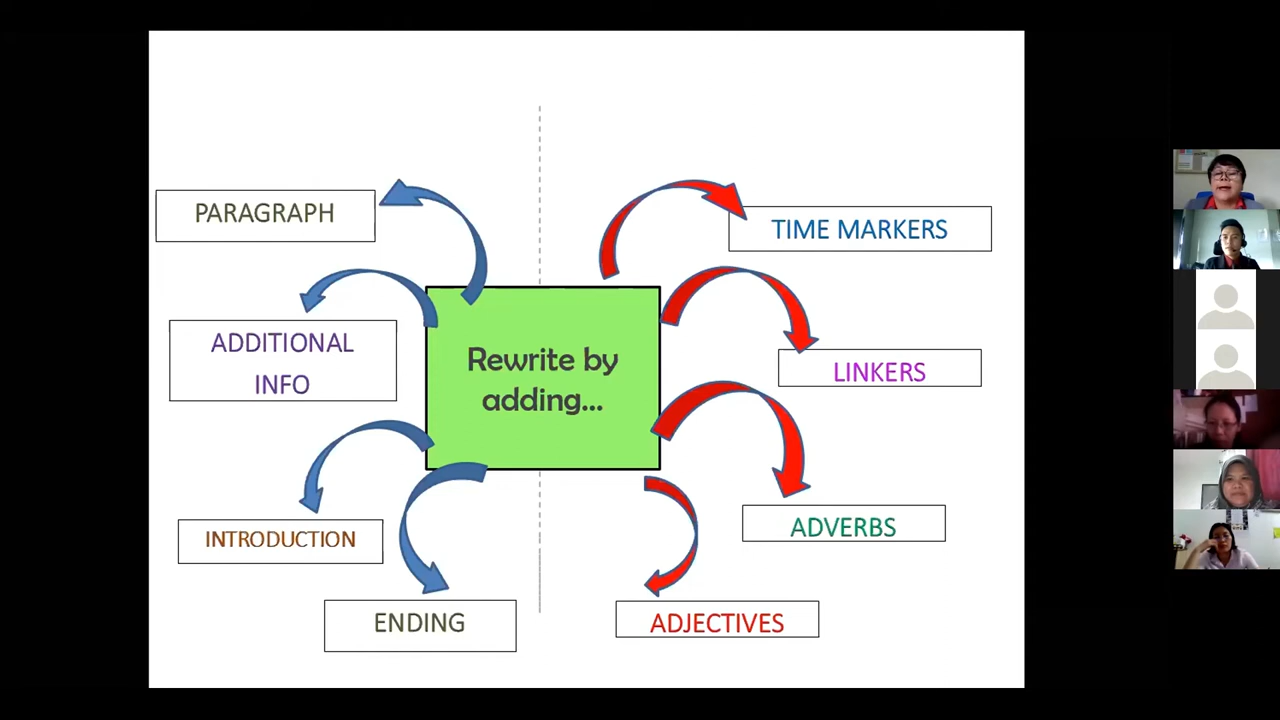 PARAGRAPH
ADDITIONAL
INFO
INTRODUCTION
ENDING
Rewrite by
adding...
TIME MARKERS
LINKERS
ADVERBS
ADJECTIVES